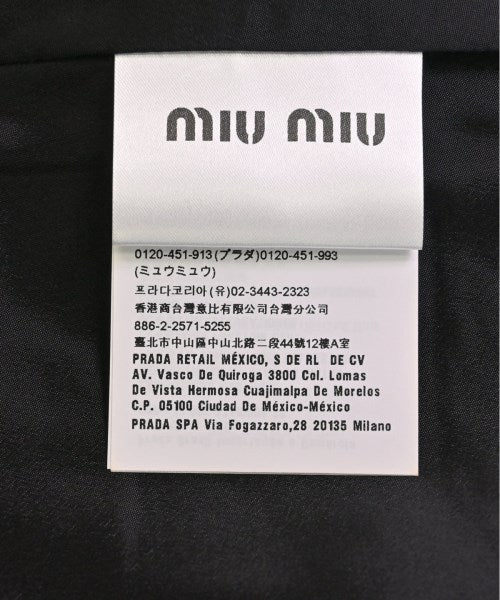 miu miu
0120-451-913(プラダ)0120-451-993
(ミュウミュウ)
프라다코리아(유)02-3443-2323
香港商台灣意比有限公司台灣分公司
886-2-2571-5255
臺北市中山區中山北路二段44號12樓A室
PRADA RETAIL MÉXICO, S DE RL DE CV
AV. Vasco De Quiroga 3800 Col. Lomas
De Vista Hermosa Cuajimalpa De Morelos
C.P. 05100 Ciudad De México-México
PRADA SPA Via Fogazzaro,28 20135 Milano